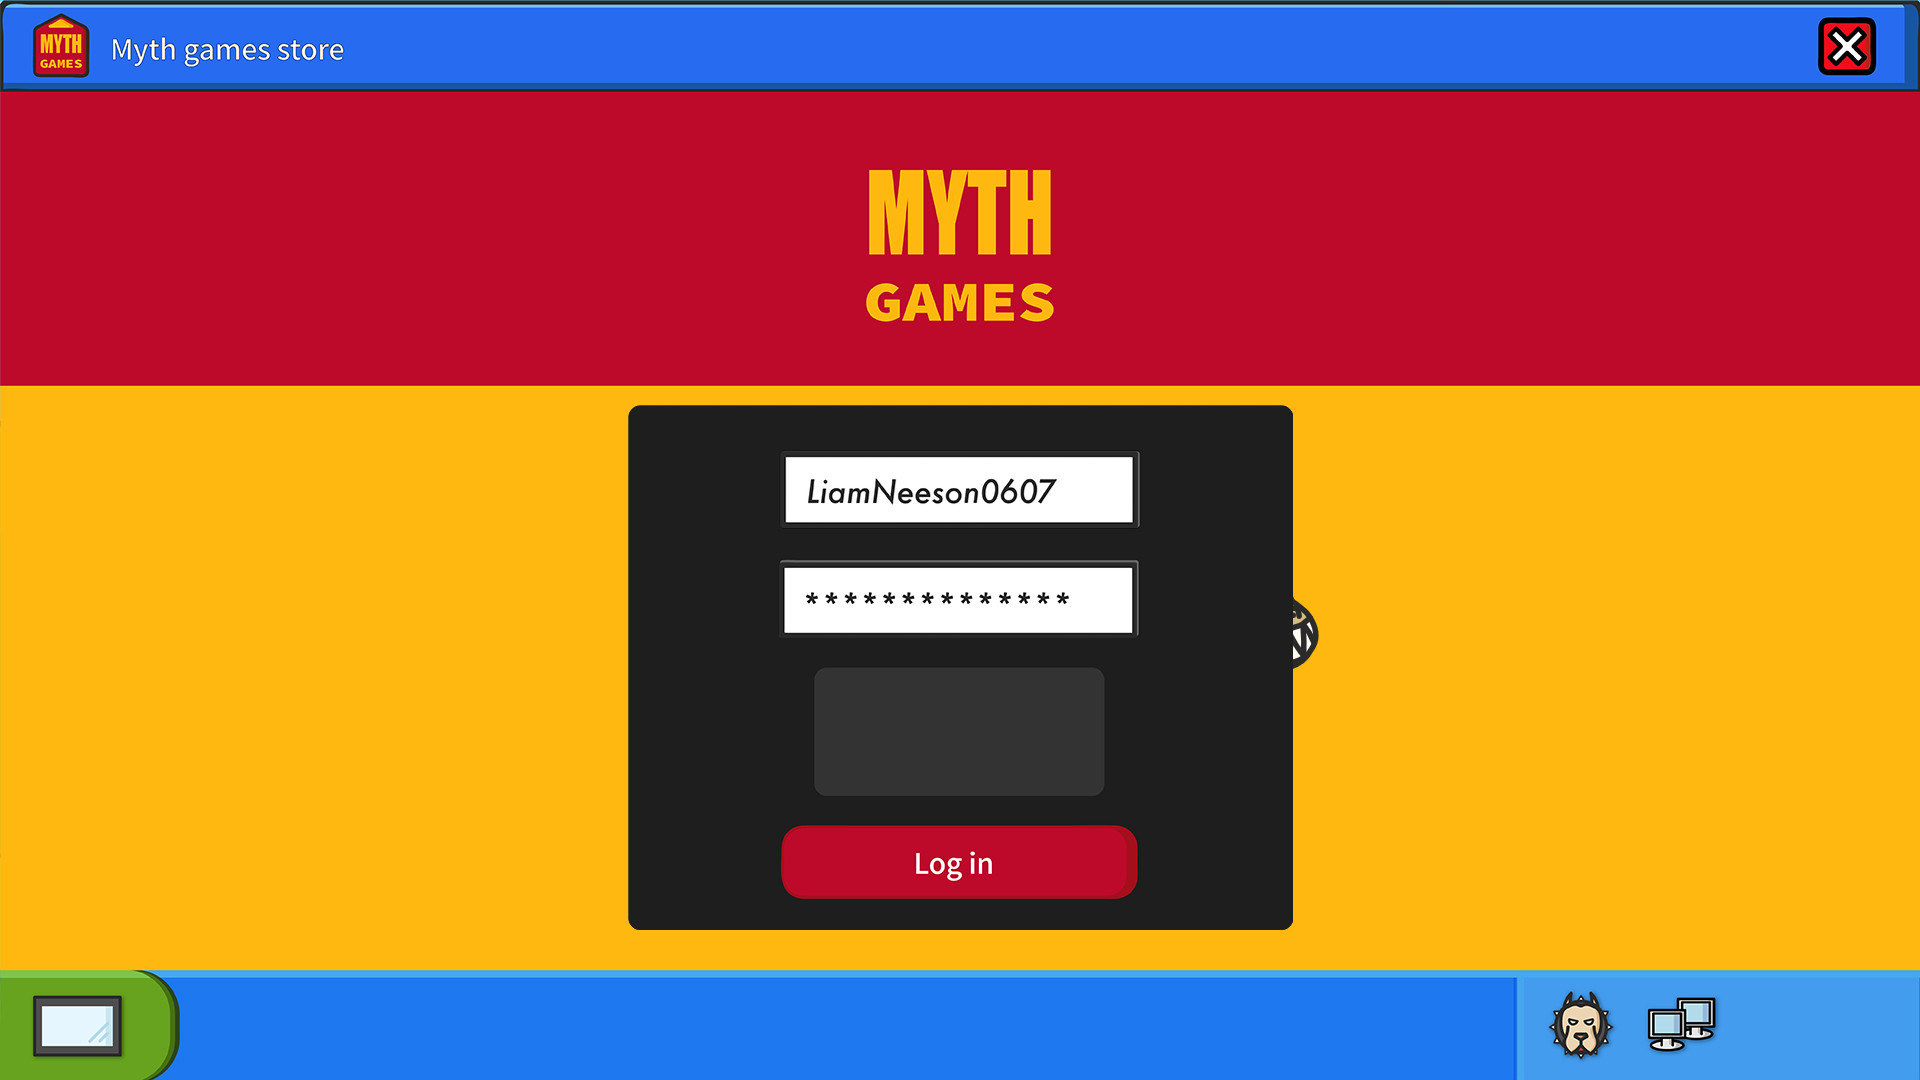 MYTH
GAMES
Myth games store
MYTH
GAMES
LiamNeeson0607
**************
Log in